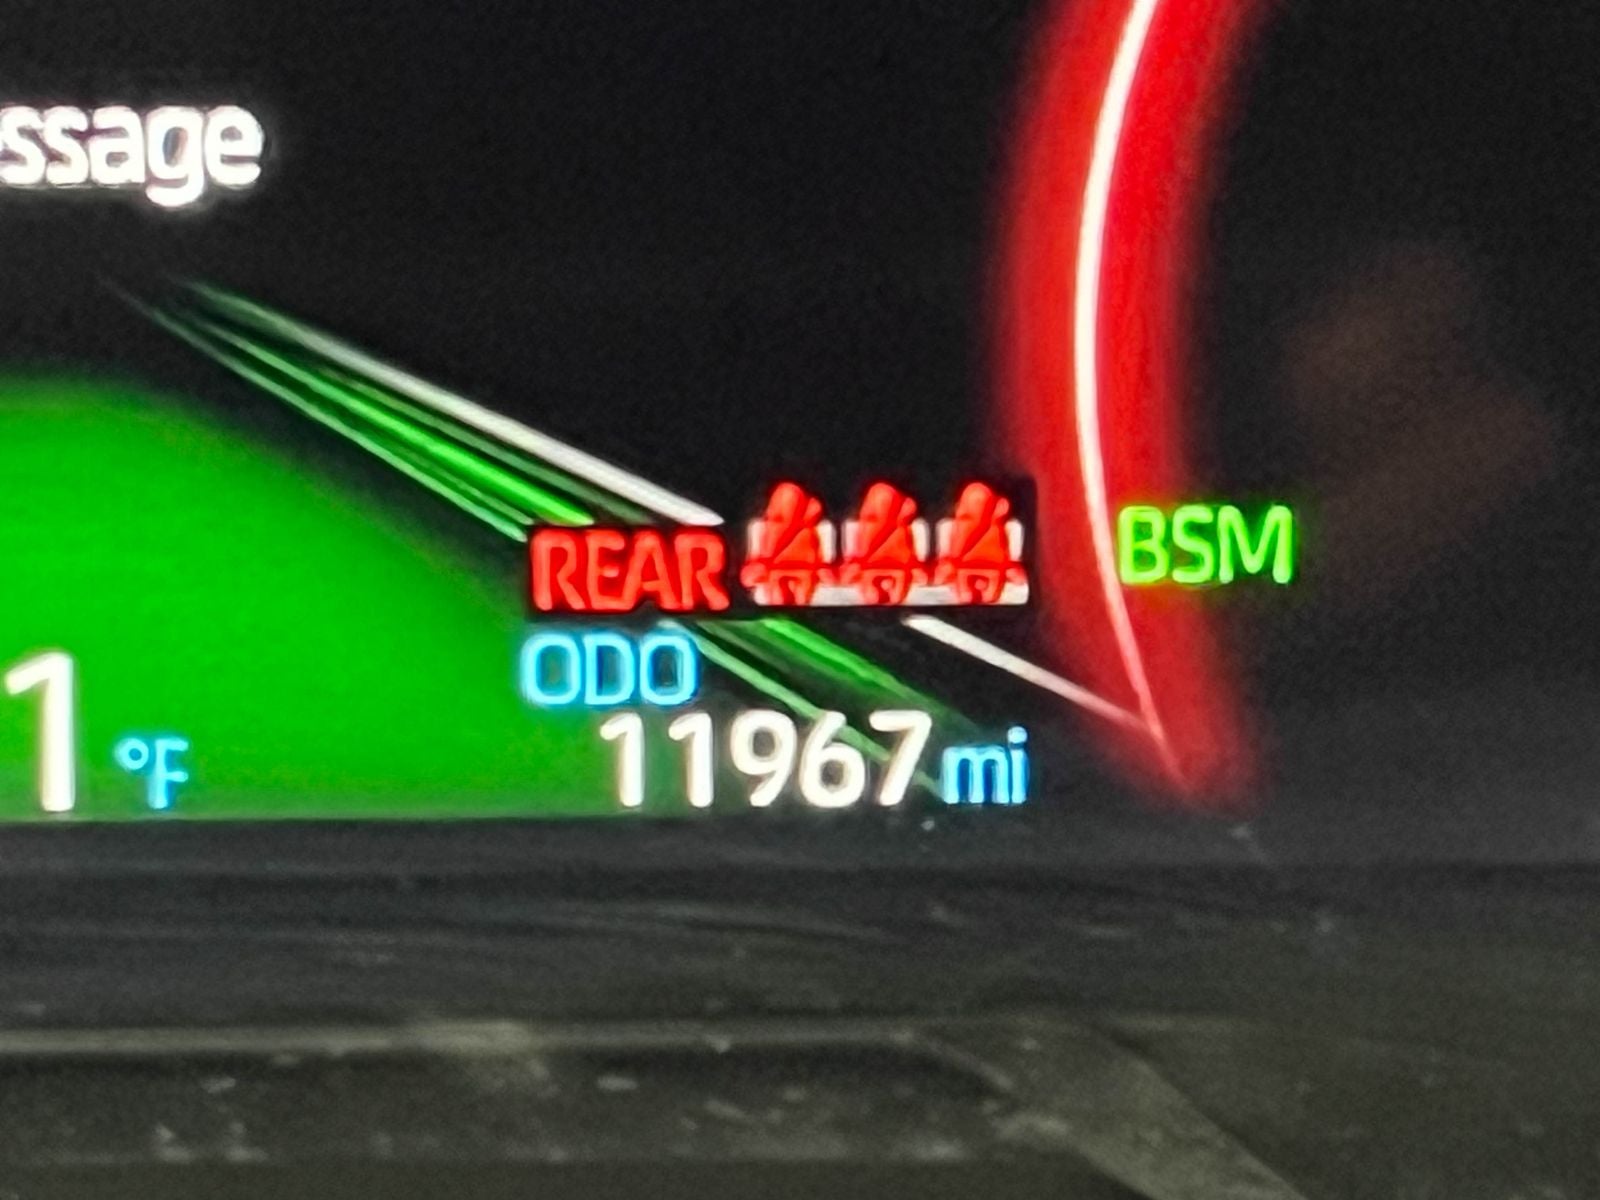 ssage
REAR
BSM
ODO
1 °F
11967 mi